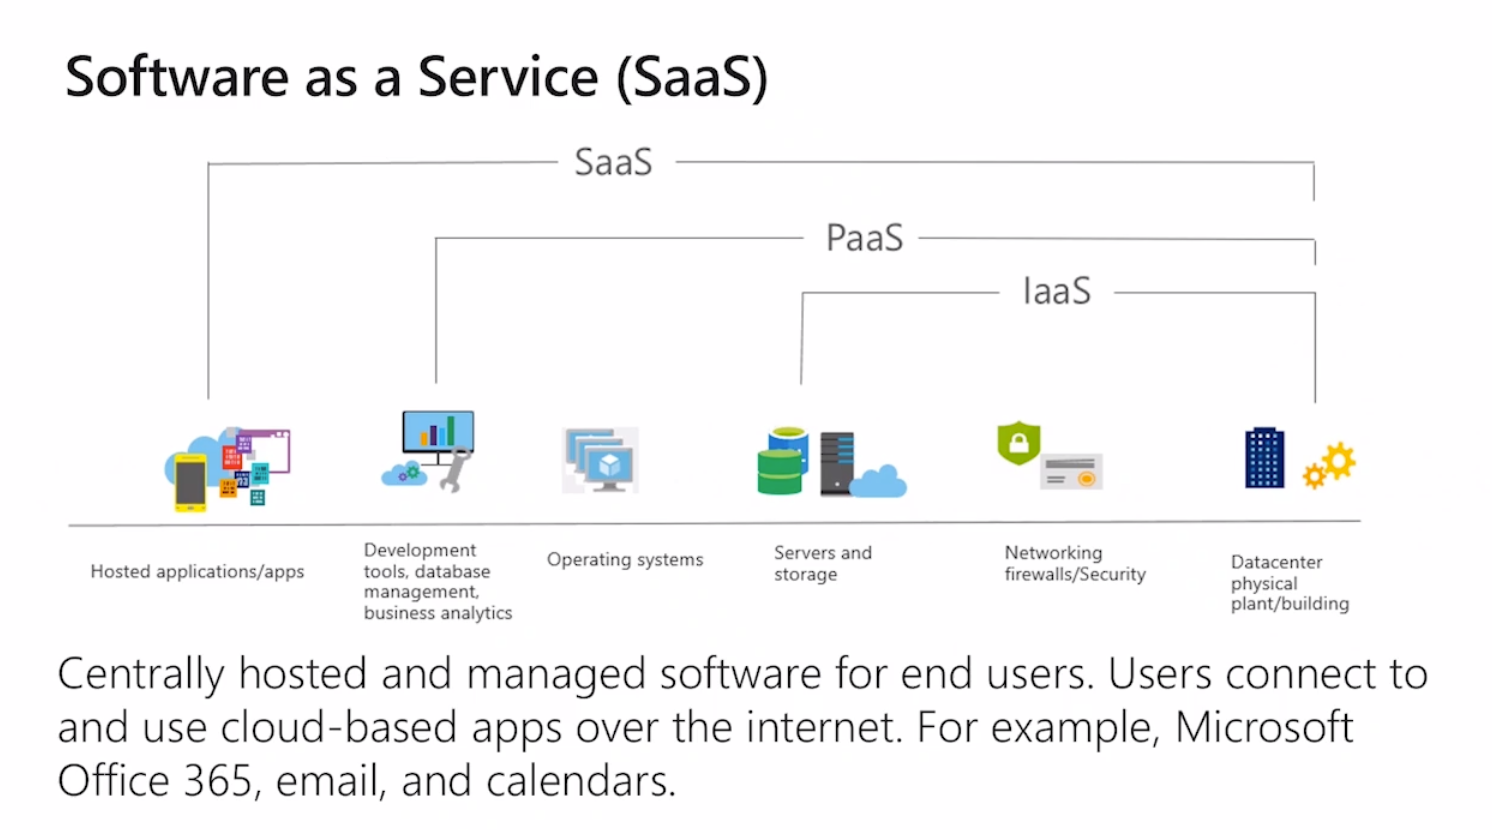 Software as a Service (SaaS)
SaaS
PaaS
IaaS
Hosted applications/apps
Development
tools, database
management,
business analytics
Operating systems
Servers and
storage
Networking
firewalls/Security
Datacenter
physical
plant/building
Centrally hosted and managed software for end users. Users connect to
and use cloud-based apps over the internet. For example, Microsoft
Office 365, email, and calendars.